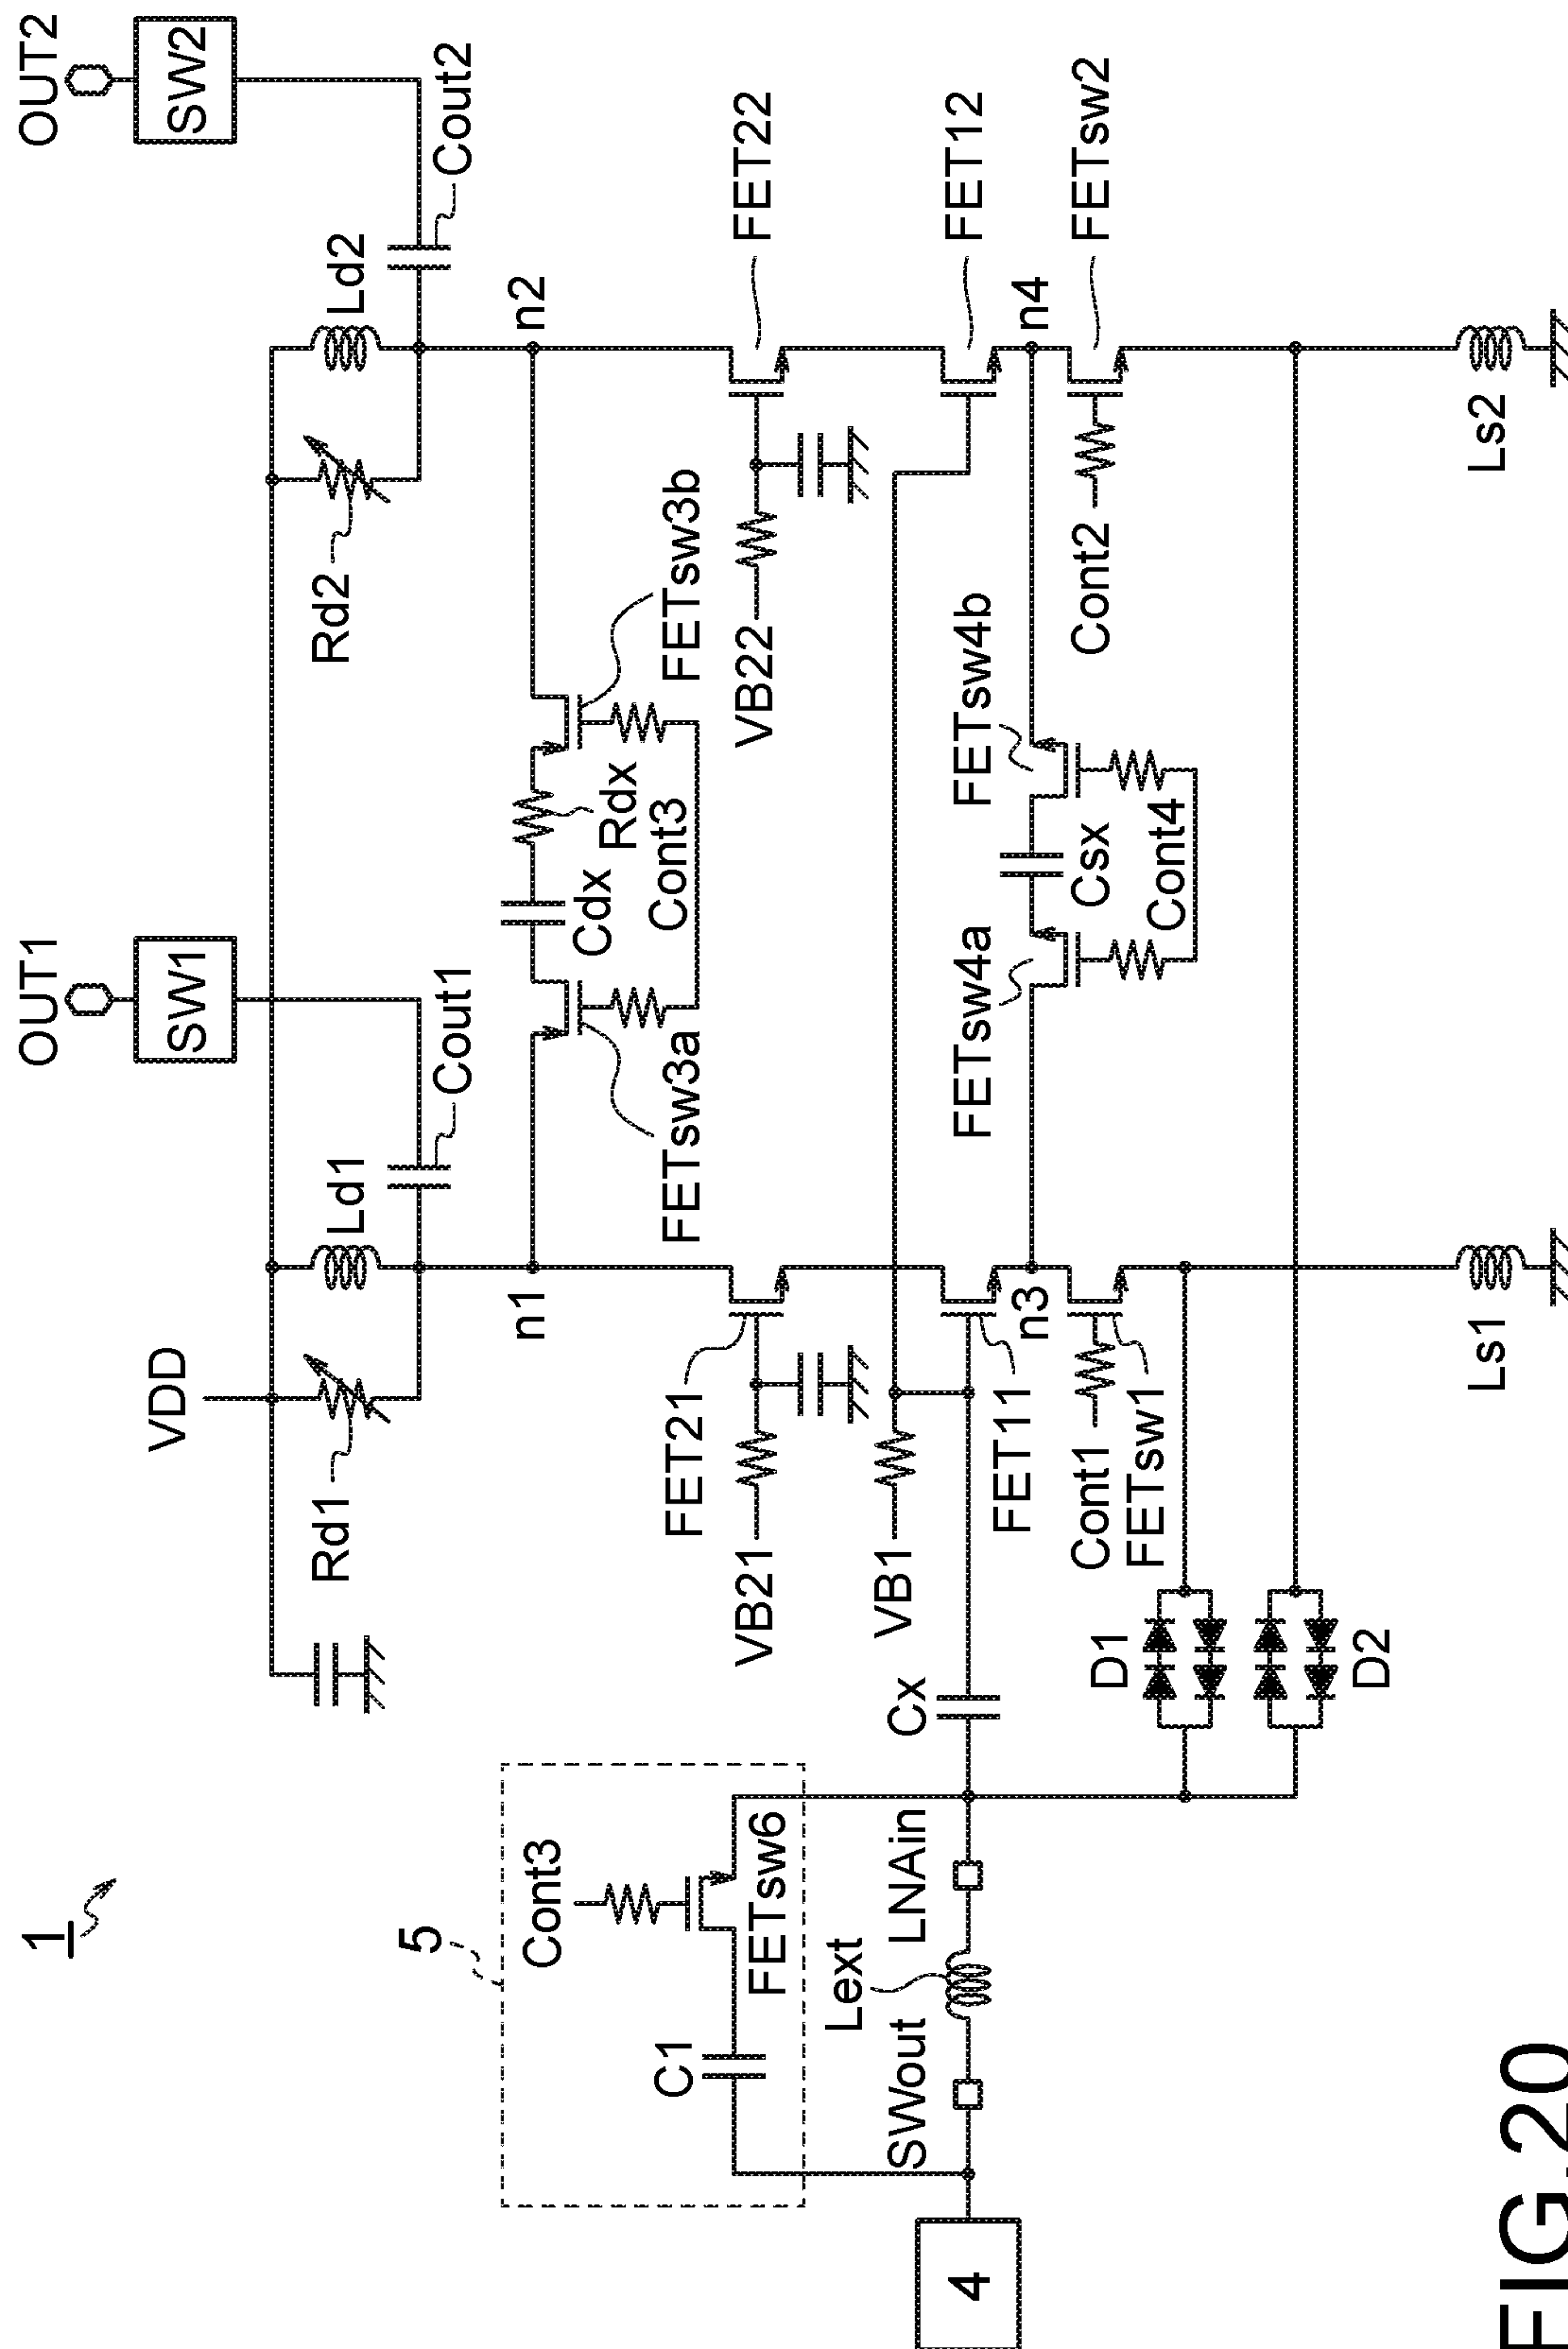 1
OUT1
OUT2
SW1
SW2
VDD
Rd1
Ld1
Cout1
Rd2
Ld2
Cout2
5
Cont3
C1
FETsw6
n1
n2
FETsw3a
Cdx
Rdx
Cont3
FETsw3b
FET21
VB21
VB22
FET22
VB1
4
SWout
Lext
LNAin
Cx
FET11
FET12
n3
n4
FETsw4a
Csx
Cont4
FETsw4b
Cont1
FETsw1
Cont2
FETsw2
D1
D2
Ls1
Ls2
FIG.20